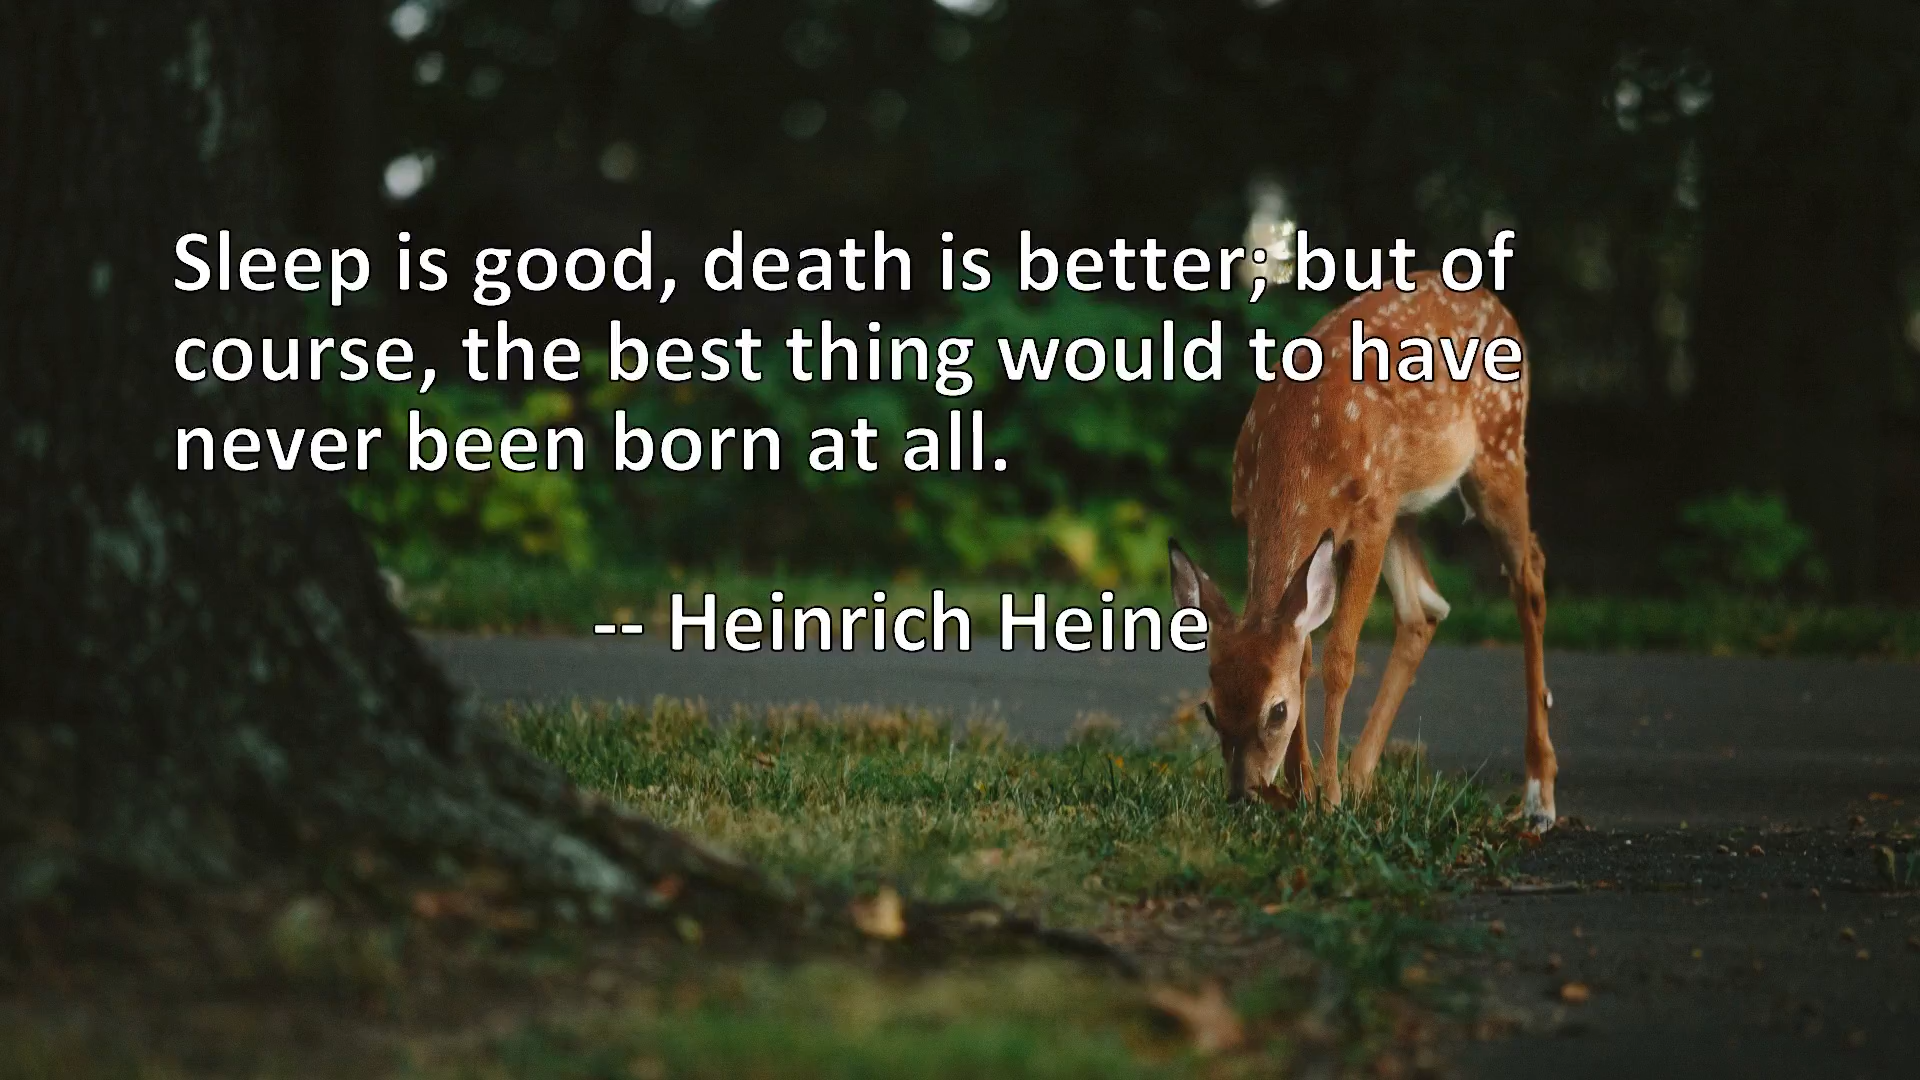 Sleep is good, death is better; but of
course, the best thing would to have
never been born at all.
-- Heinrich Heine